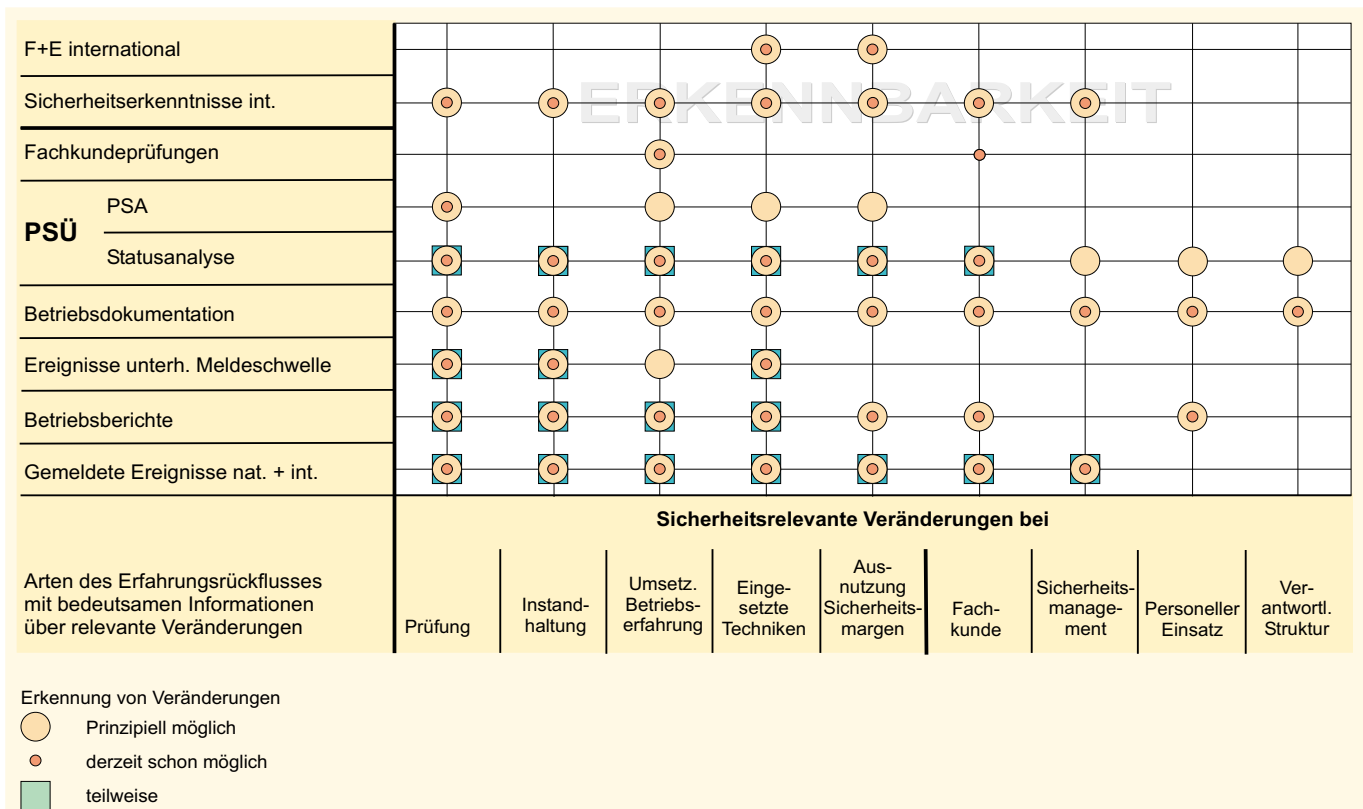 F+E international
ERKENNBARKEIT
Sicherheitserkenntnisse int.
Fachkundeprüfungen
PSÜ
PSA
Statusanalyse
Betriebsdokumentation
Ereignisse unterh. Meldeschwelle
Betriebsberichte
Gemeldete Ereignisse nat. + int.
Sicherheitsrelevante Veränderungen bei
Arten des Erfahrungsrückflusses
mit bedeutsamen Informationen
über relevante Veränderungen
Prüfung
Instand-
haltung
Umsetz.
Betriebs-
erfahrung
Einge-
setzte
Techniken
Aus-
nutzung
Sicherheits-
margen
Fach-
kunde
Sicherheits-
manage-
ment
Personeller
Einsatz
Ver-
antwortl.
Struktur
Erkennung von Veränderungen
Prinzipiell möglich
derzeit schon möglich
teilweise